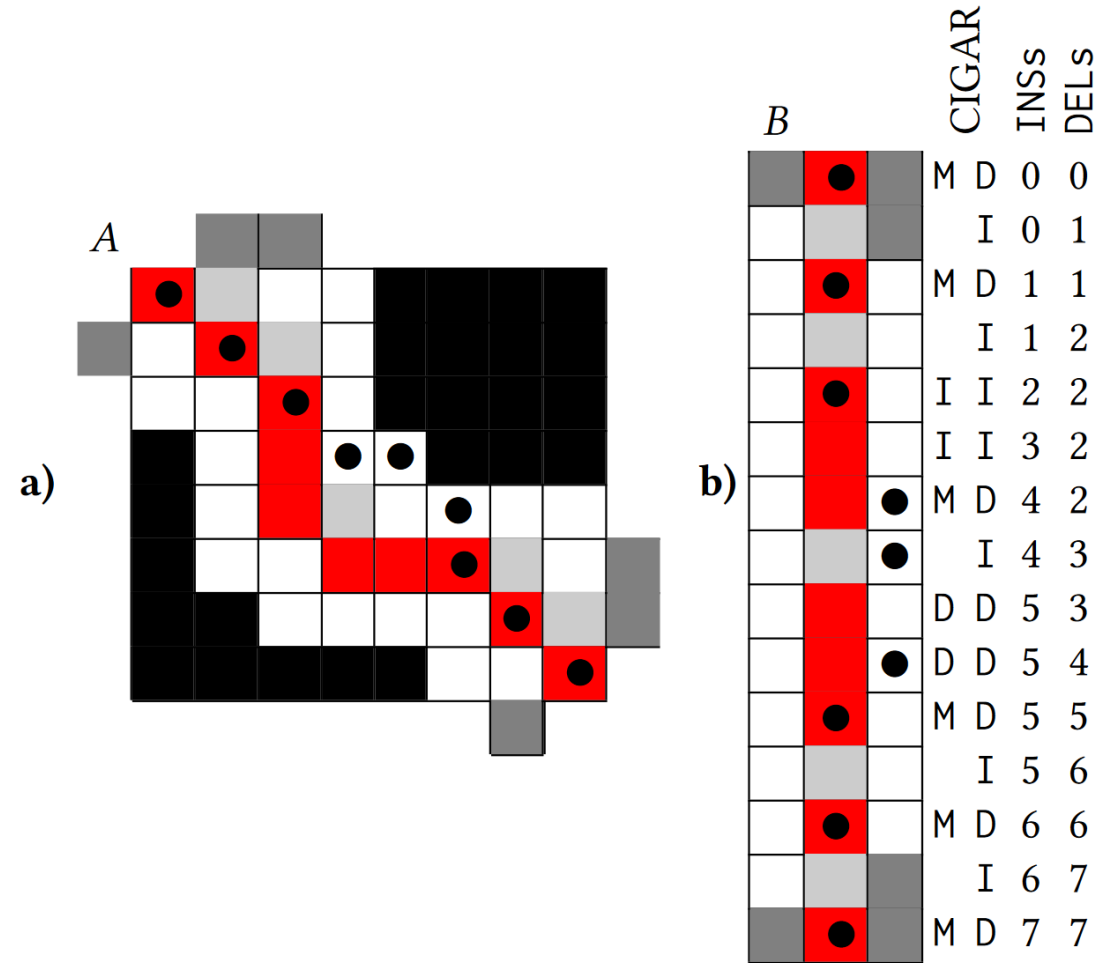 CIGAR INSs DELs
B
M D 0 0
A
I 0 1
M D 1 1
I 1 2
I I 2 2
I I 3 2
a)
b)
M D 4 2
I 4 3
D D 5 3
D D 5 4
M D 5 5
I 5 6
M D 6 6
I 6 7
M D 7 7